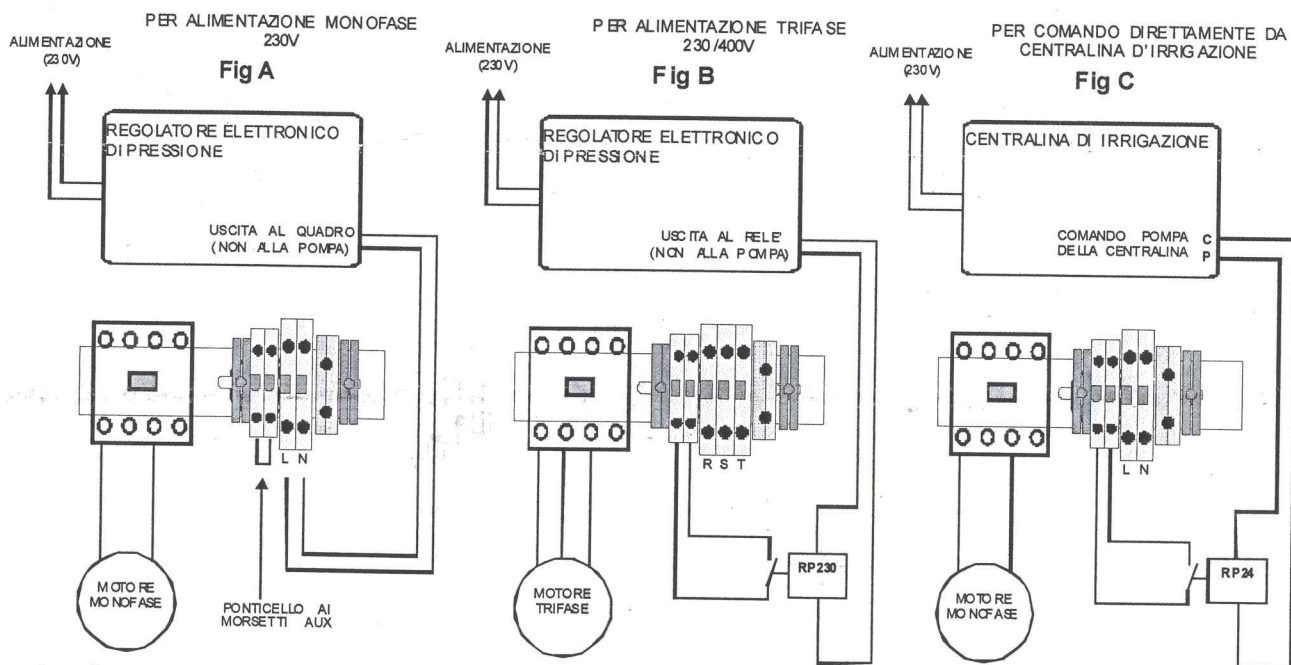 PER ALIMENTAZIONE MONOFASE
230V
ALIMENTAZIONE
(230V)
Fig A
REGOLATORE ELETTRONICO
DI PRESSIONE
USCITA AL QUADRO
(NON ALLA POMPA)
L N
MOTORE
MONOFASE
PONTICELLO AI
MORSETTI AUX
PER ALIMENTAZIONE TRIFASE
230/400V
ALIMENTAZIONE
(230V)
Fig B
REGOLATORE ELETTRONICO
DI PRESSIONE
USCITA AL RELE'
(NON ALLA POMPA)
R S T
RP230
MOTORE
TRIFASE
PER COMANDO DIRETTAMENTE DA
CENTRALINA D'IRRIGAZIONE
ALIMENTAZIONE
(230V)
Fig C
CENTRALINA DI IRRIGAZIONE
COMANDO POMPA C
DELLA CENTRALINA P
L N
RP24
MOTORE
MONOFASE